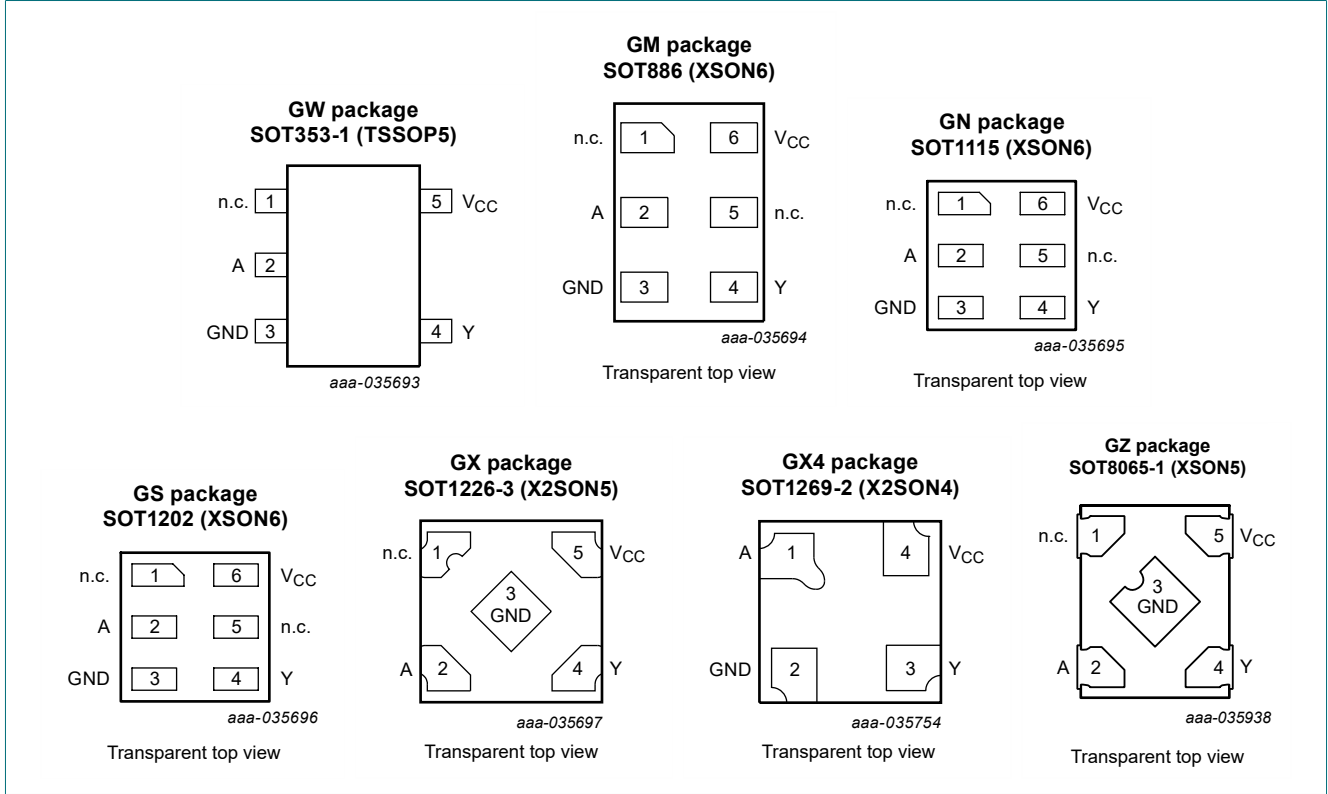 GW package
SOT353-1 (TSSOP5)
n.c. 1
5 VCC
A 2
GND 3
4 Y
aaa-035693
GM package
SOT886 (XSON6)
n.c. 1
6 VCC
A 2
5 n.c.
GND 3
4 Y
aaa-035694
Transparent top view
GN package
SOT1115 (XSON6)
n.c. 1
6 VCC
A 2
5 n.c.
GND 3
4 Y
aaa-035695
Transparent top view
GS package
SOT1202 (XSON6)
n.c. 1
6 VCC
A 2
5 n.c.
GND 3
4 Y
aaa-035696
Transparent top view
GX package
SOT1226-3 (X2SON5)
n.c. 1
5 VCC
3
GND
A 2
4 Y
aaa-035697
Transparent top view
GX4 package
SOT1269-2 (X2SON4)
A 1
4 VCC
GND 2
3 Y
aaa-035754
Transparent top view
GZ package
SOT8065-1 (XSON5)
n.c. 1
5 VCC
3
GND
A 2
4 Y
aaa-035938
Transparent top view